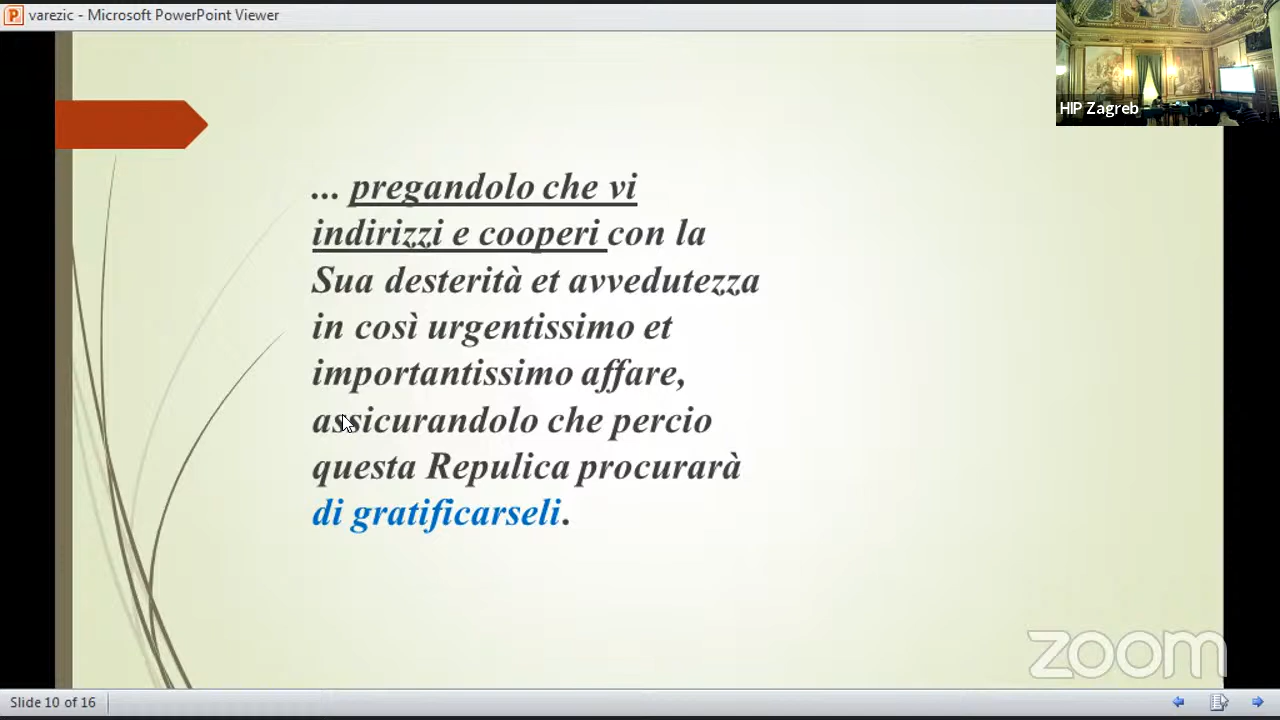 varezic - Microsoft PowerPoint Viewer
HIP Zagreb
... pregandolo che vi
indirizzi e cooperi con la
Sua desterità et avvedutezza
in così urgentissimo et
importantissimo affare,
assicurandolo che percio
questa Repulica procurarà
di gratificarseli.
zoom
Slide 10 of 16